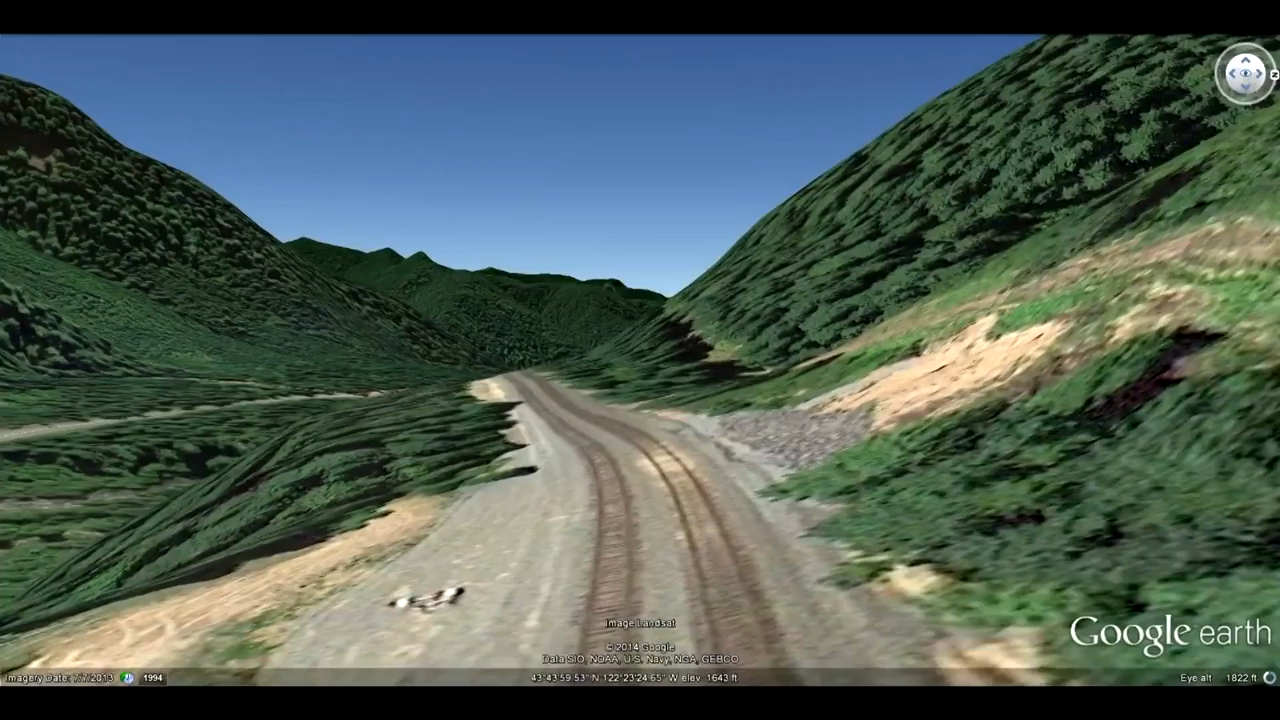 Image Landsat
© 2014 Google
Data SIO, NOAA, U.S. Navy, NGA, GEBCO
Google earth
Imagery Date: 7/7/2013 1994 43°43'59.53" N 122°23'24.65" W elev 1643 ft Eye alt 1822 ft